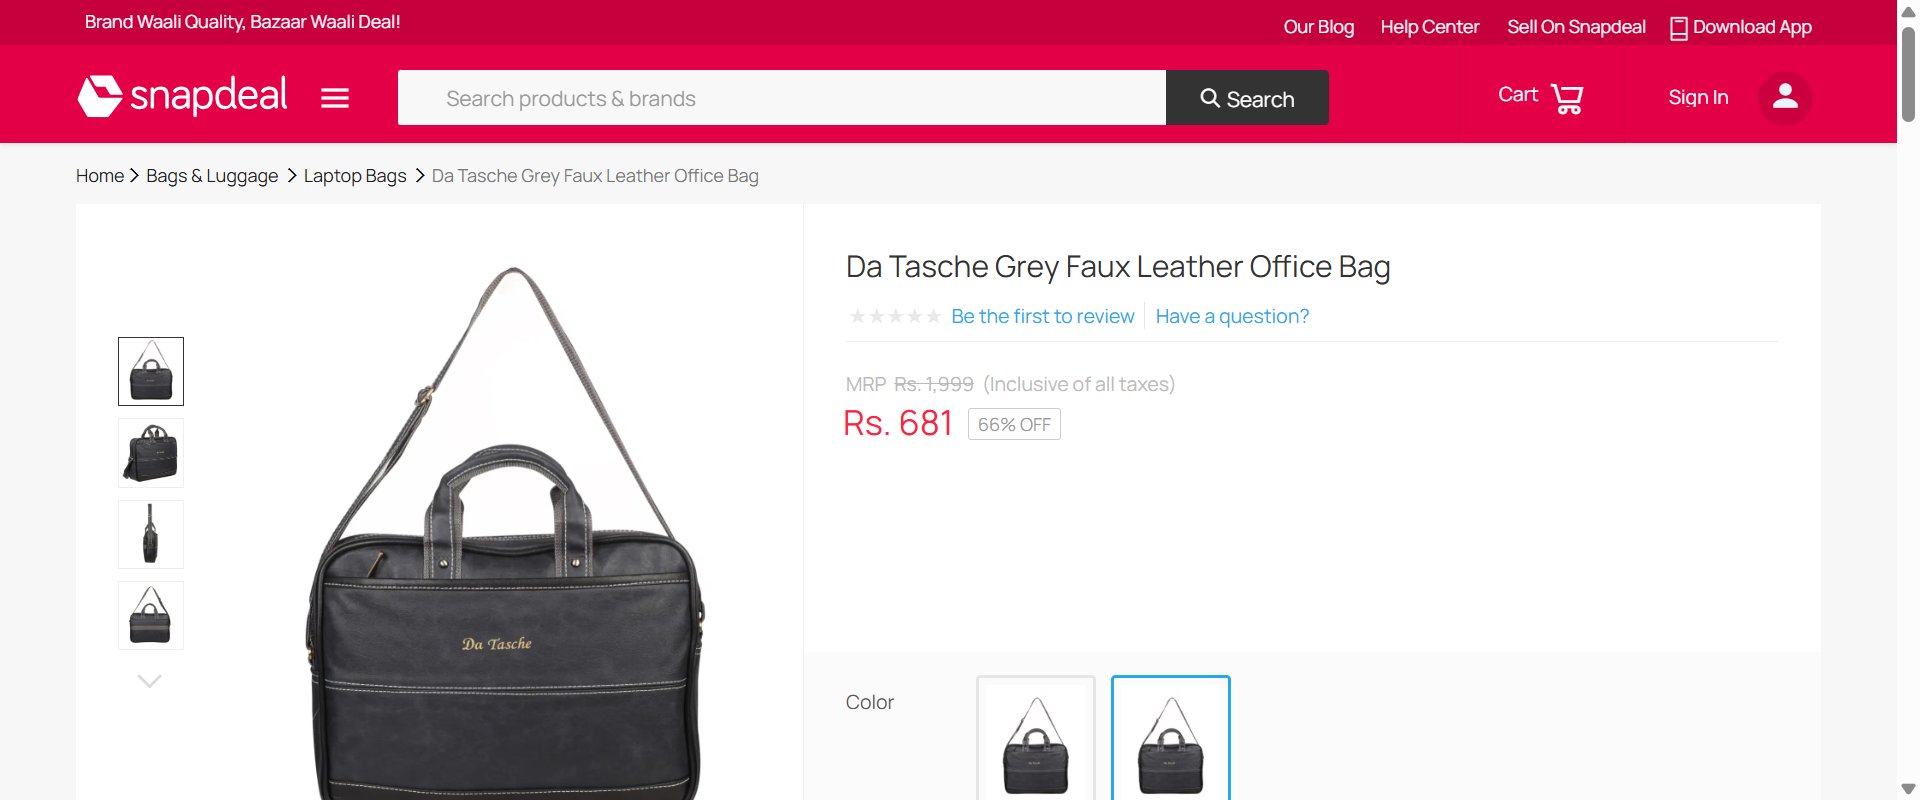 Brand Waali Quality, Bazaar Waali Deal!
Our Blog
Help Center
Sell On Snapdeal
Download App
snapdeal
Search products & brands
Search
Cart
Sign In
Home
Bags & Luggage
Laptop Bags
Da Tasche Grey Faux Leather Office Bag
Da Tasche
Da Tasche Grey Faux Leather Office Bag
Be the first to review
Have a question?
MRP Rs. 1,999 (Inclusive of all taxes)
Rs. 681 66% OFF
Color